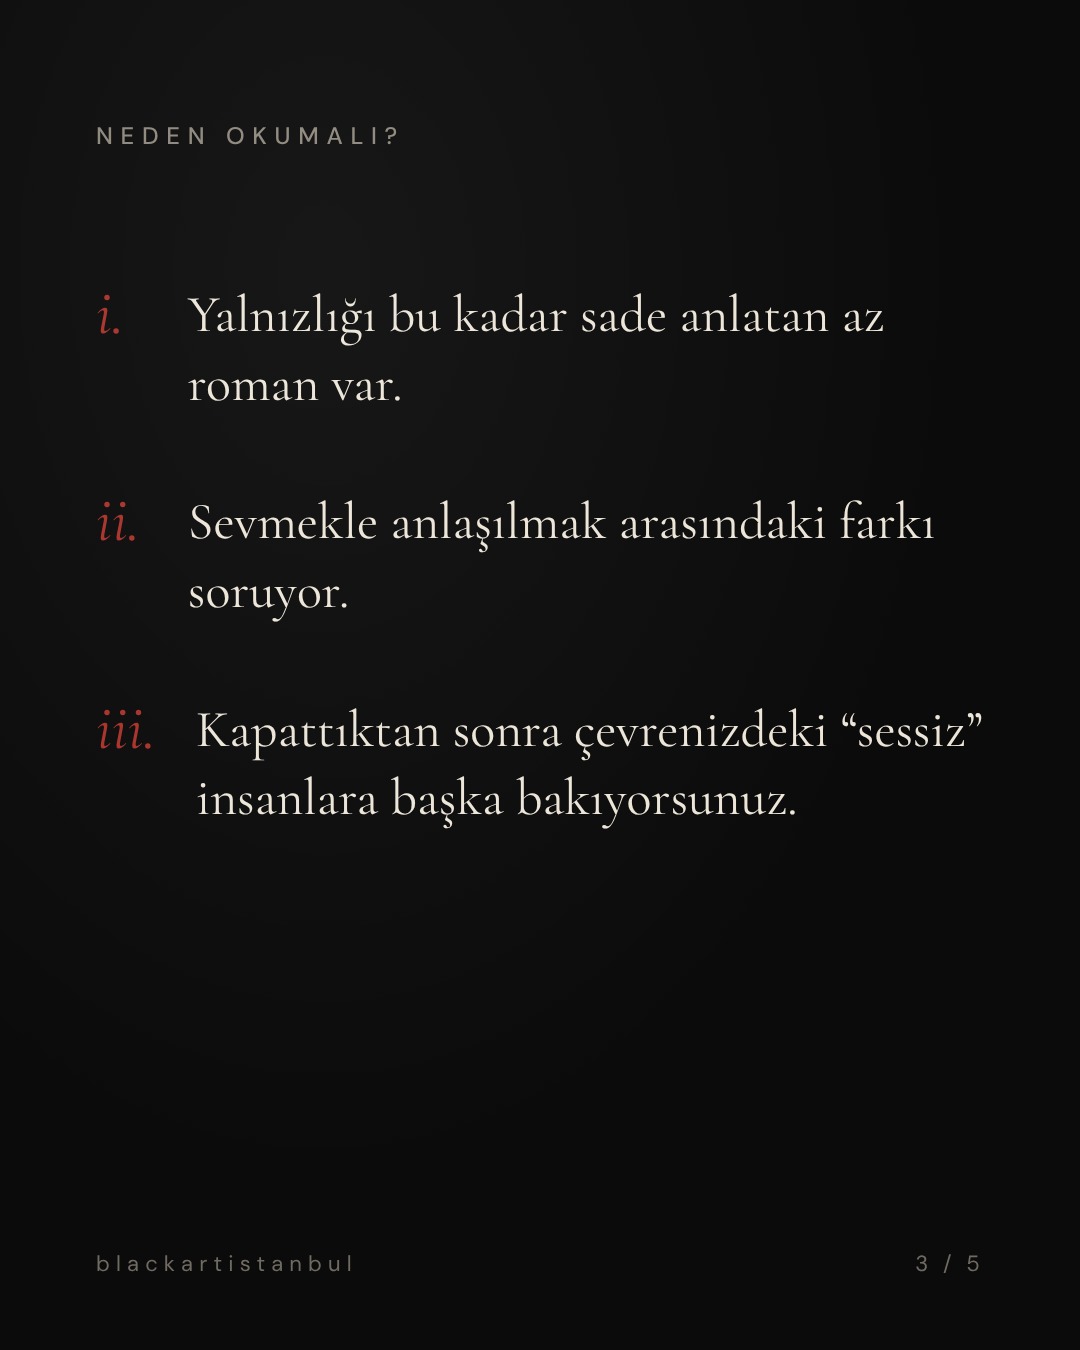 NEDEN OKUMALI?
i. Yalnızlığı bu kadar sade anlatan az
roman var.
ii. Sevmekle anlaşılmak arasındaki farkı
soruyor.
iii. Kapattıktan sonra çevrenizdeki “sessiz”
insanlara başka bakıyorsunuz.
blackartistanbul 3 / 5